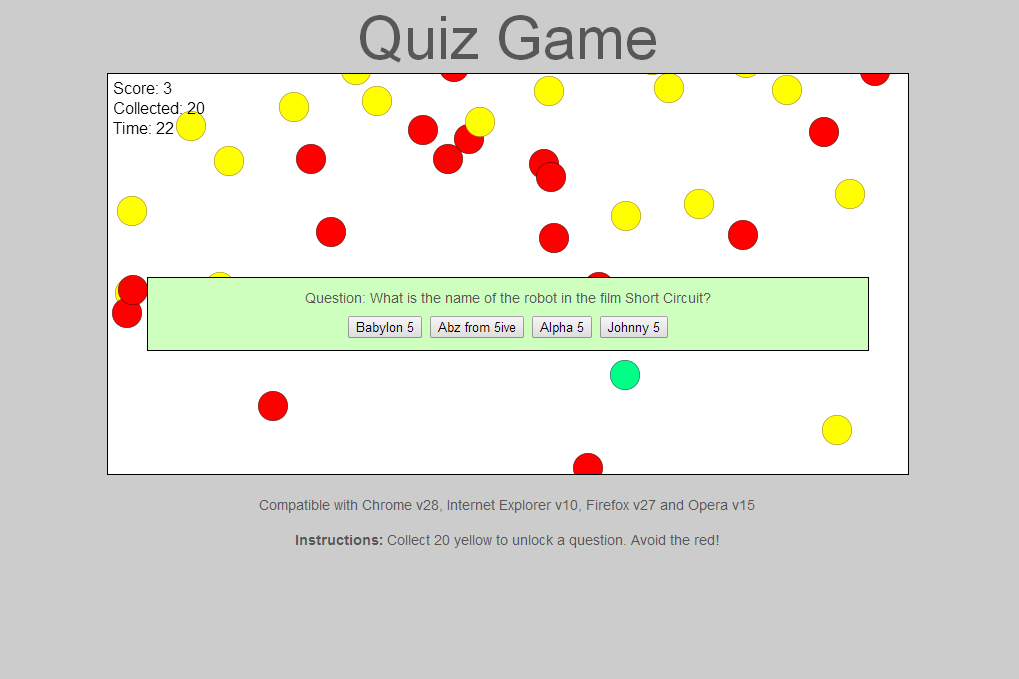 Quiz Game
Score: 3
Collected: 20
Time: 22
Question: What is the name of the robot in the film Short Circuit?
Babylon 5 Abz from 5ive Alpha 5 Johnny 5
Compatible with Chrome v28, Internet Explorer v10, Firefox v27 and Opera v15
Instructions: Collect 20 yellow to unlock a question. Avoid the red!